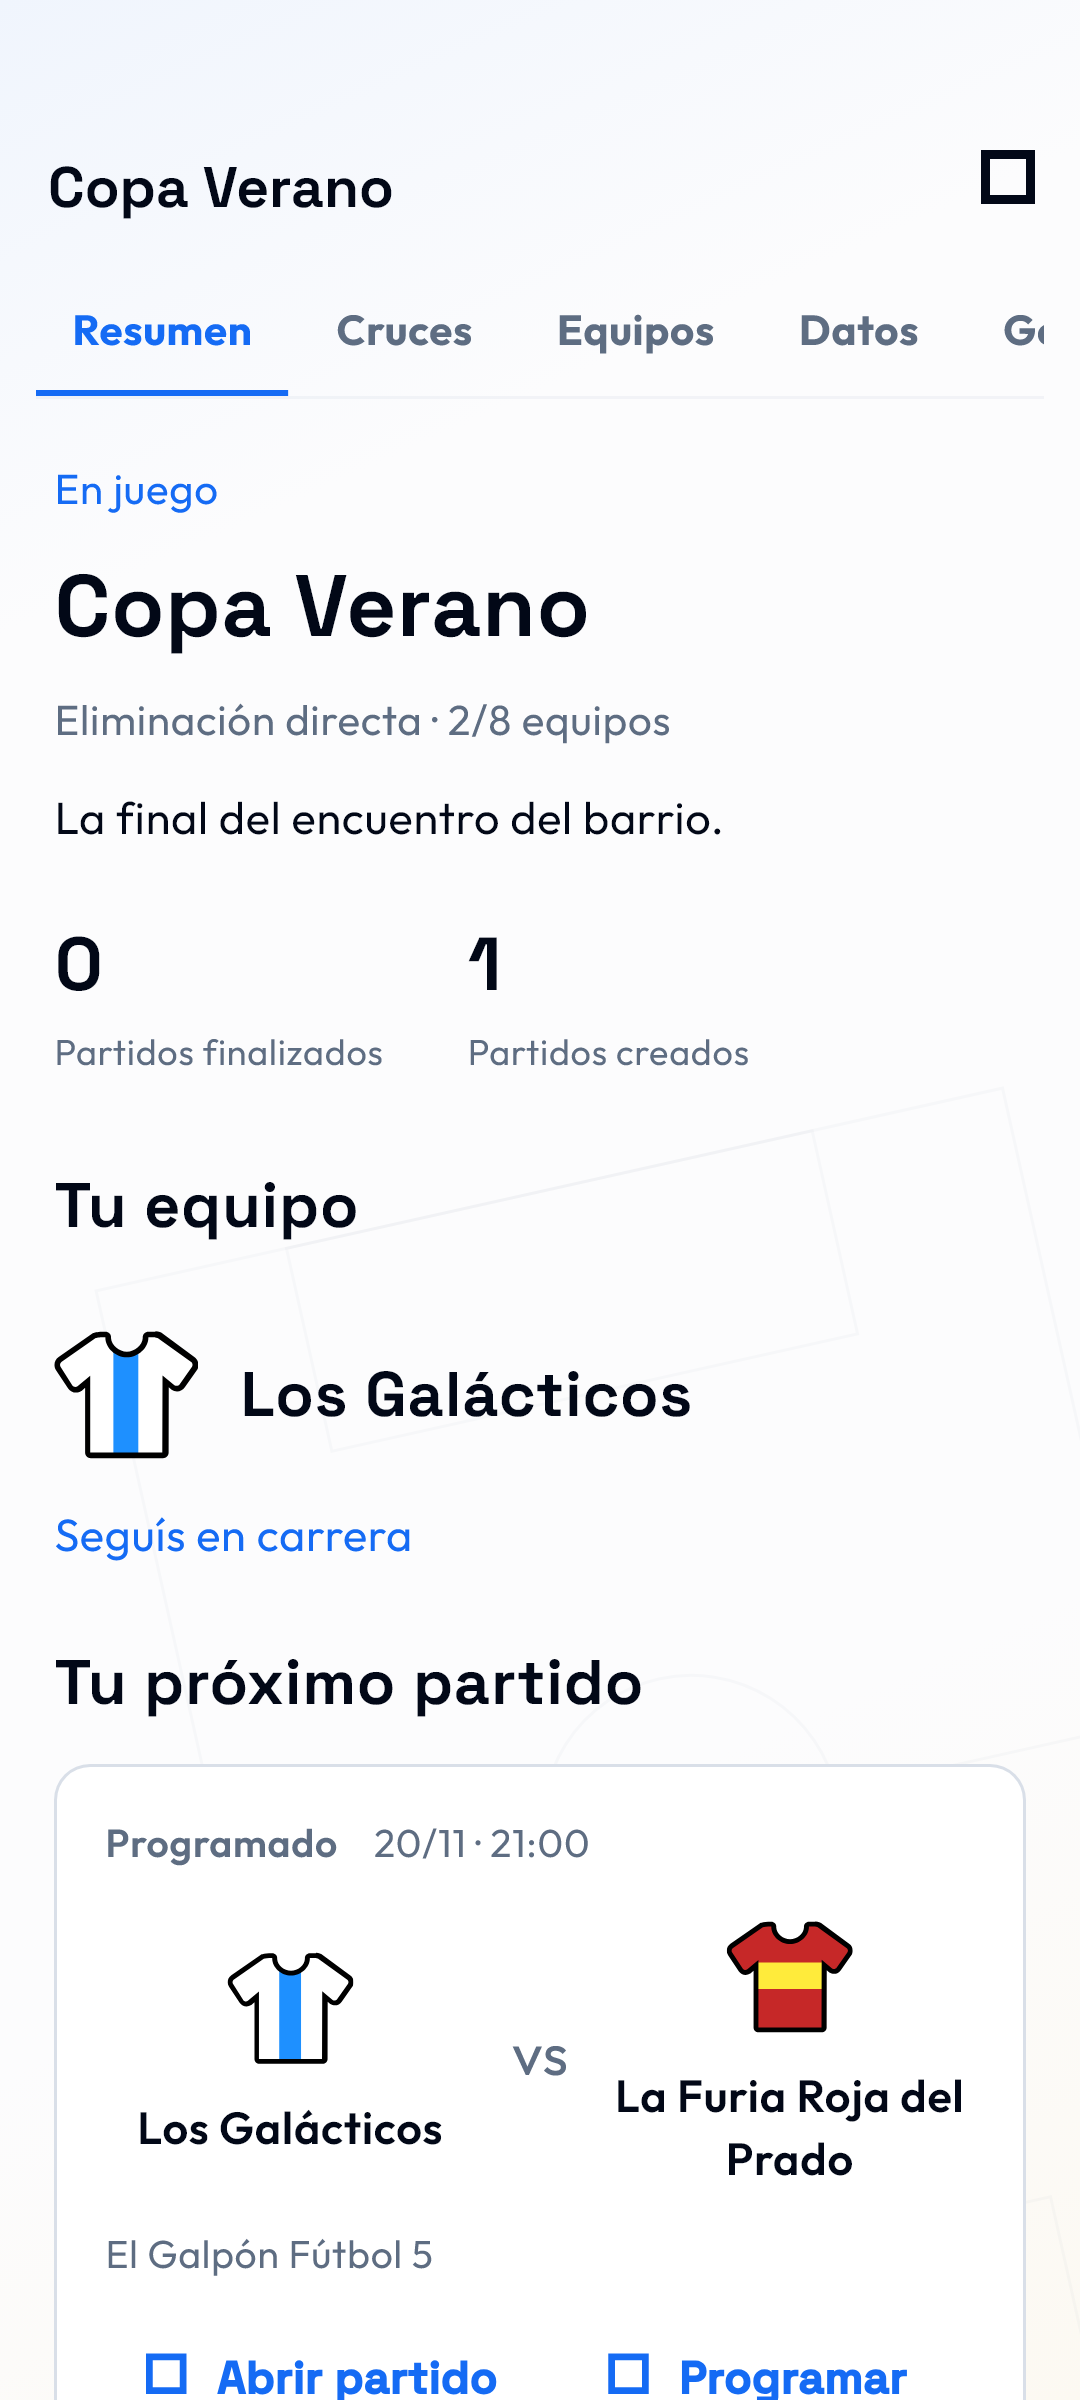 Copa Verano
Resumen Cruces Equipos Datos
En juego
Copa Verano
Eliminación directa · 2/8 equipos
La final del encuentro del barrio.
0 1
Partidos finalizados Partidos creados
Tu equipo
Los Galácticos
Seguís en carrera
Tu próximo partido
Programado 20/11 · 21:00
vs
Los Galácticos
La Furia Roja del
Prado
El Galpón Fútbol 5
Abrir partido Programar